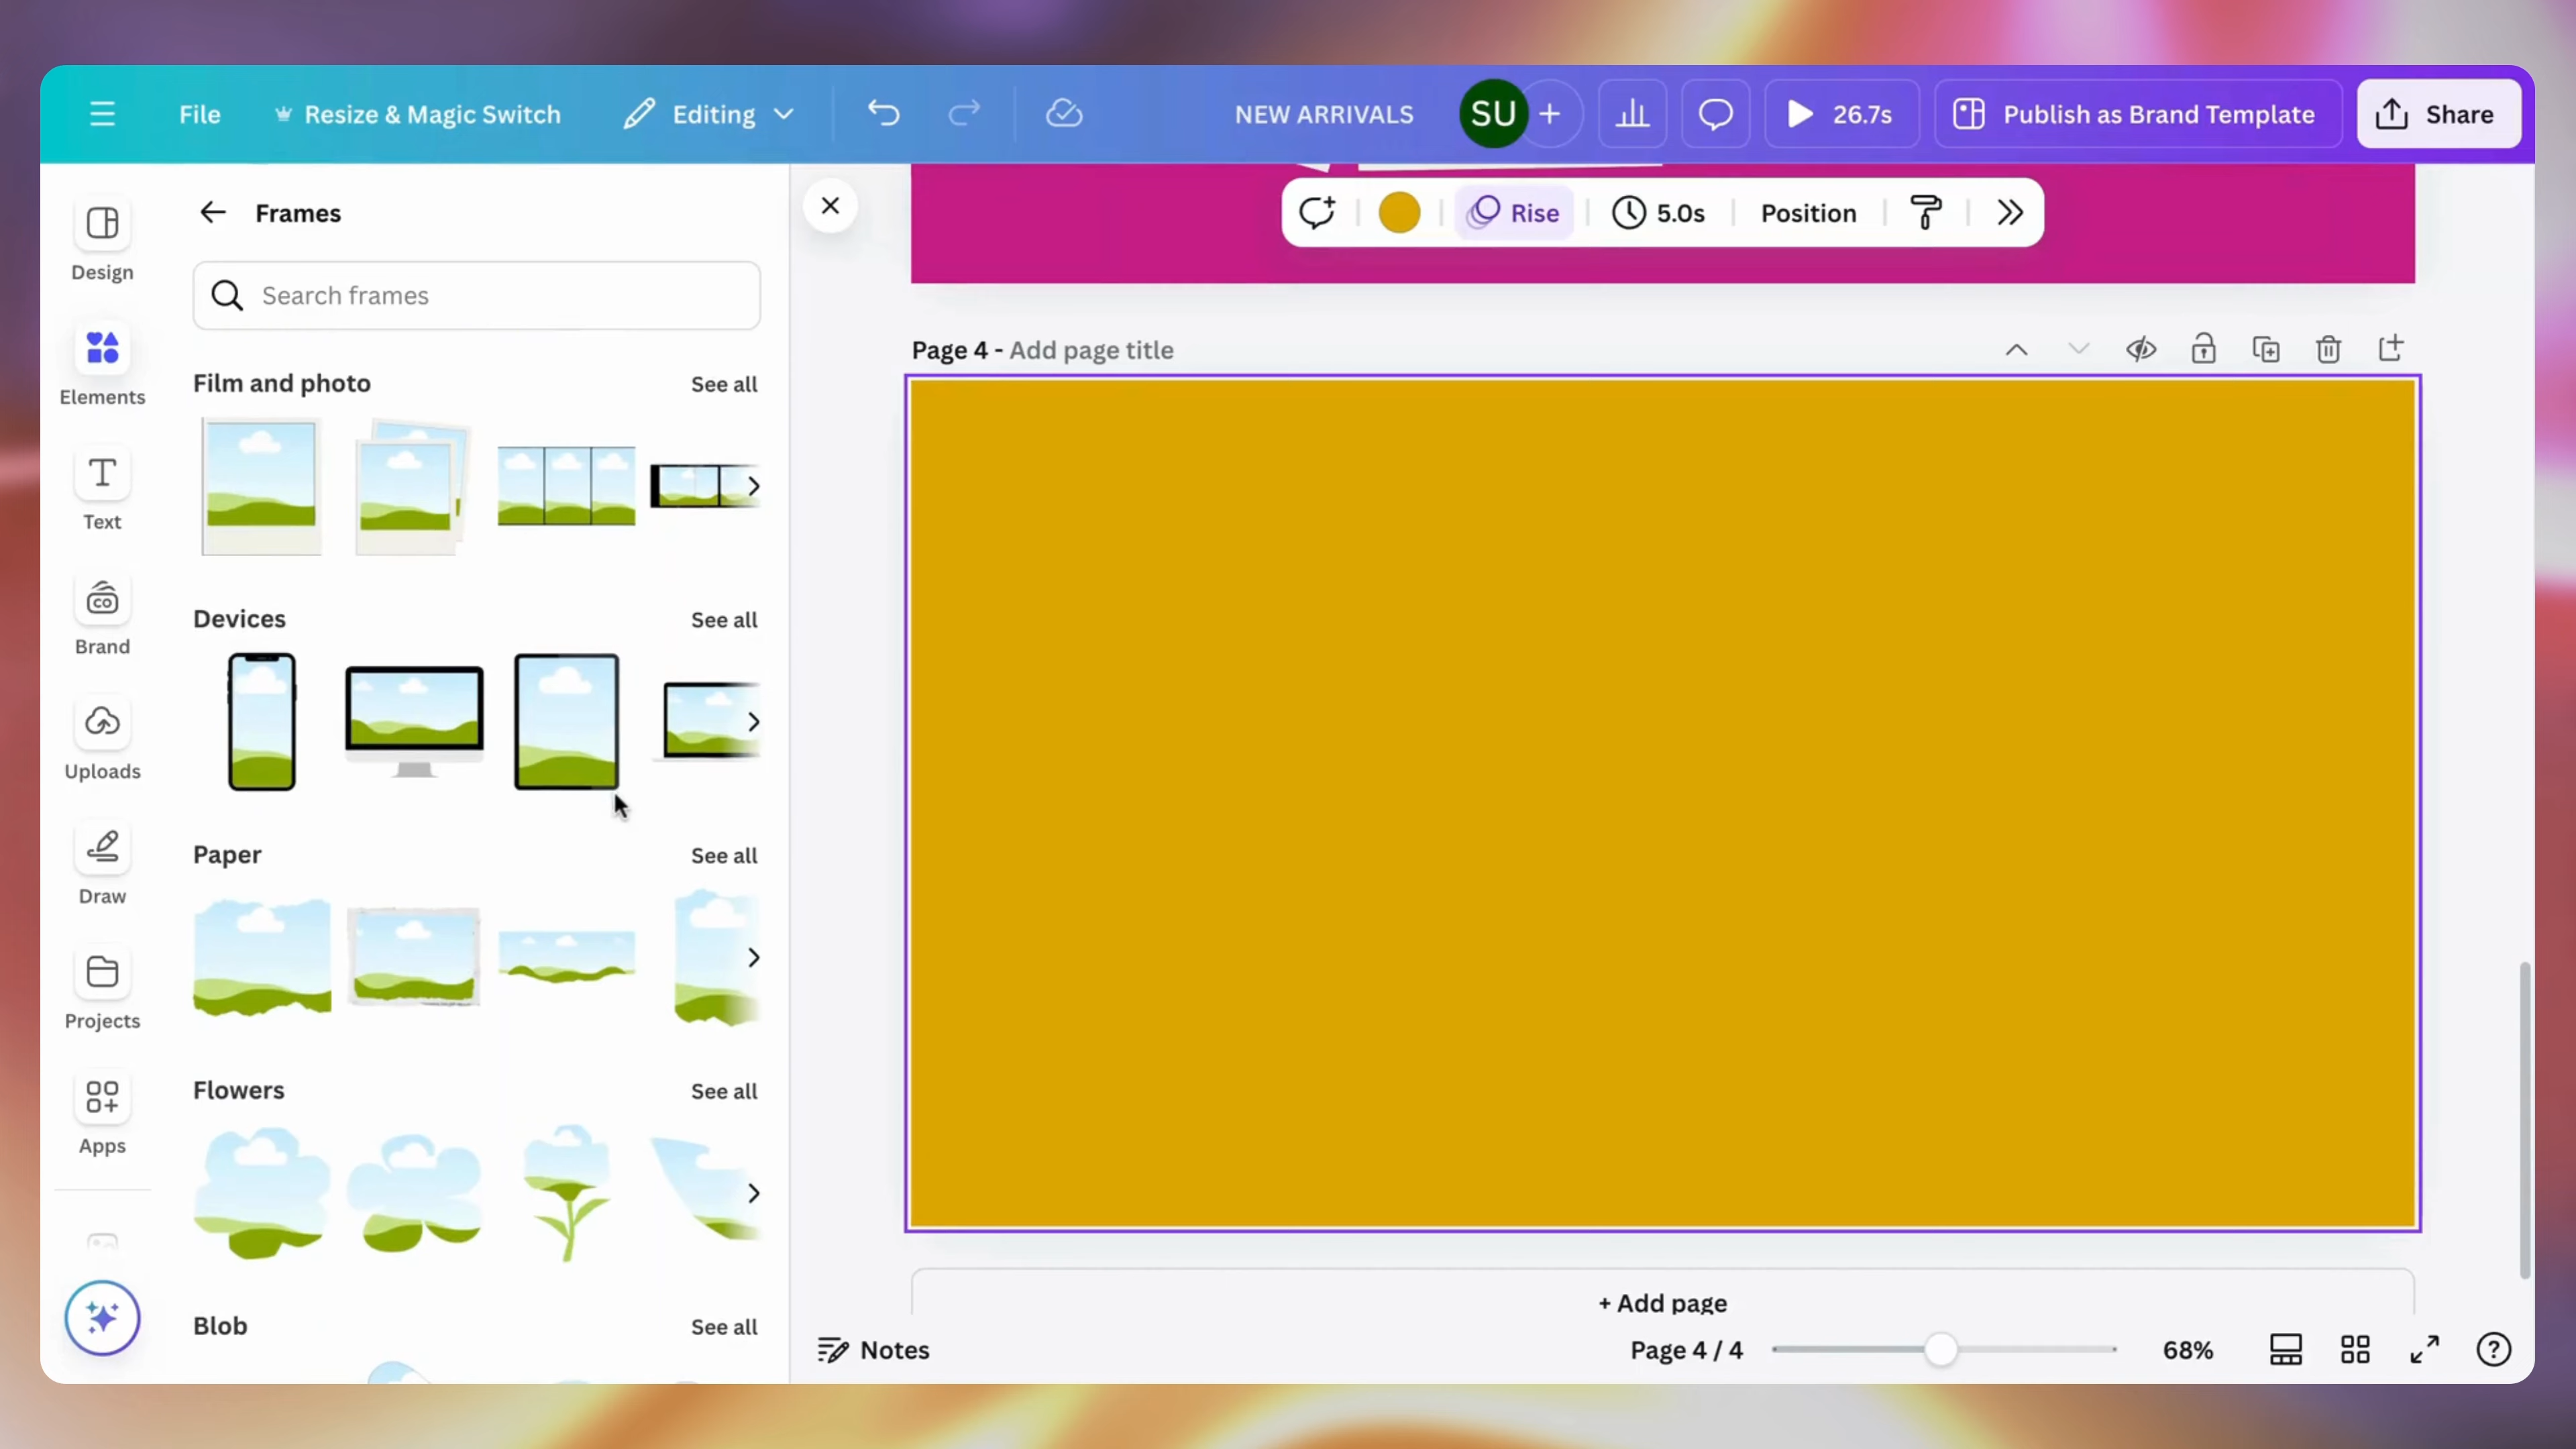 File
Resize & Magic Switch
Editing
NEW ARRIVALS
SU
26.7s
Publish as Brand Template
Share
Design
Elements
Text
CO
Brand
Uploads
Draw
Projects
Apps
Frames
Search frames
Film and photo
See all
Devices
See all
Paper
See all
Flowers
See all
Blob
See all
Rise
5.0s
Position
Page 4 - Add page title
+ Add page
Notes
Page 4 / 4
68%